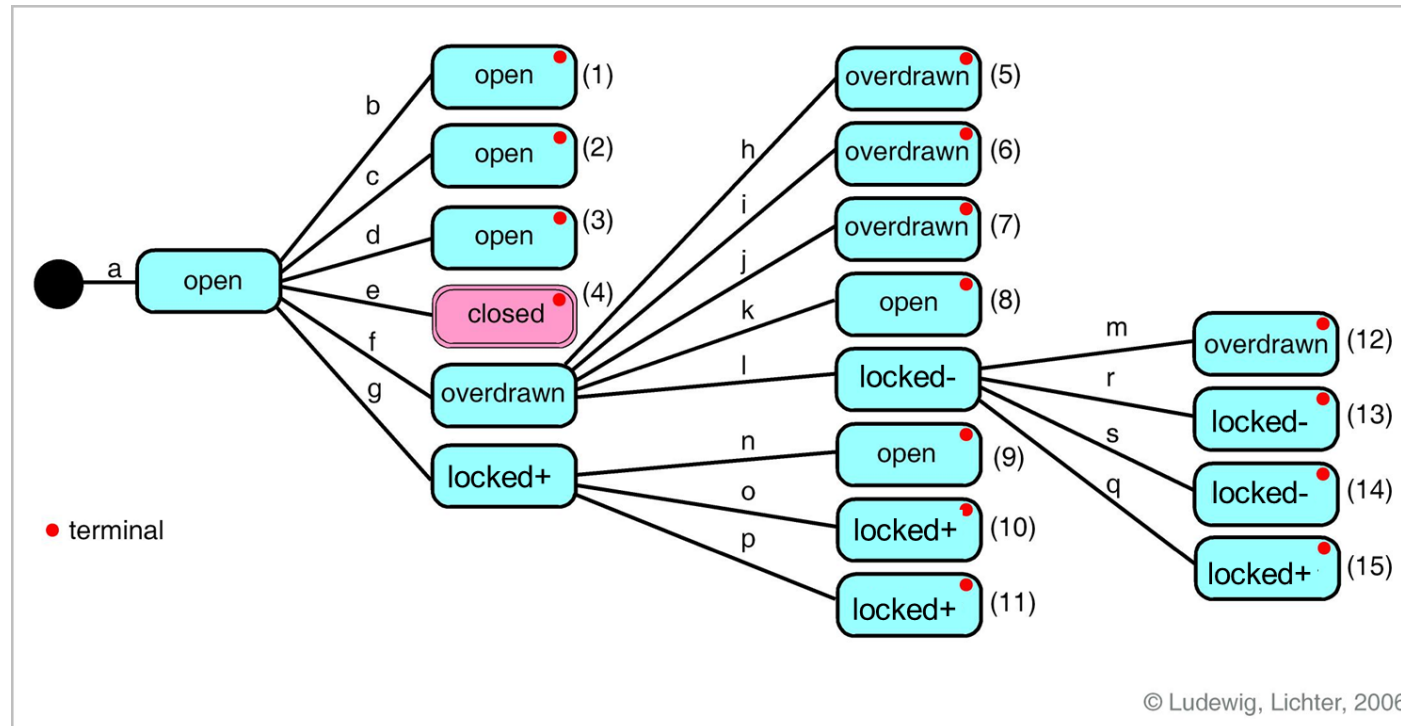 open (1)
b
open (2)
c
open (3)
d
a
open
e
closed (4)
f
overdrawn
g
locked+
overdrawn (5)
h
overdrawn (6)
i
overdrawn (7)
j
open (8)
k
locked-
l
open (9)
n
locked+ (10)
o
locked+ (11)
p
overdrawn (12)
m
locked- (13)
r
locked- (14)
s
locked+ (15)
q
terminal
© Ludewig, Lichter, 2006